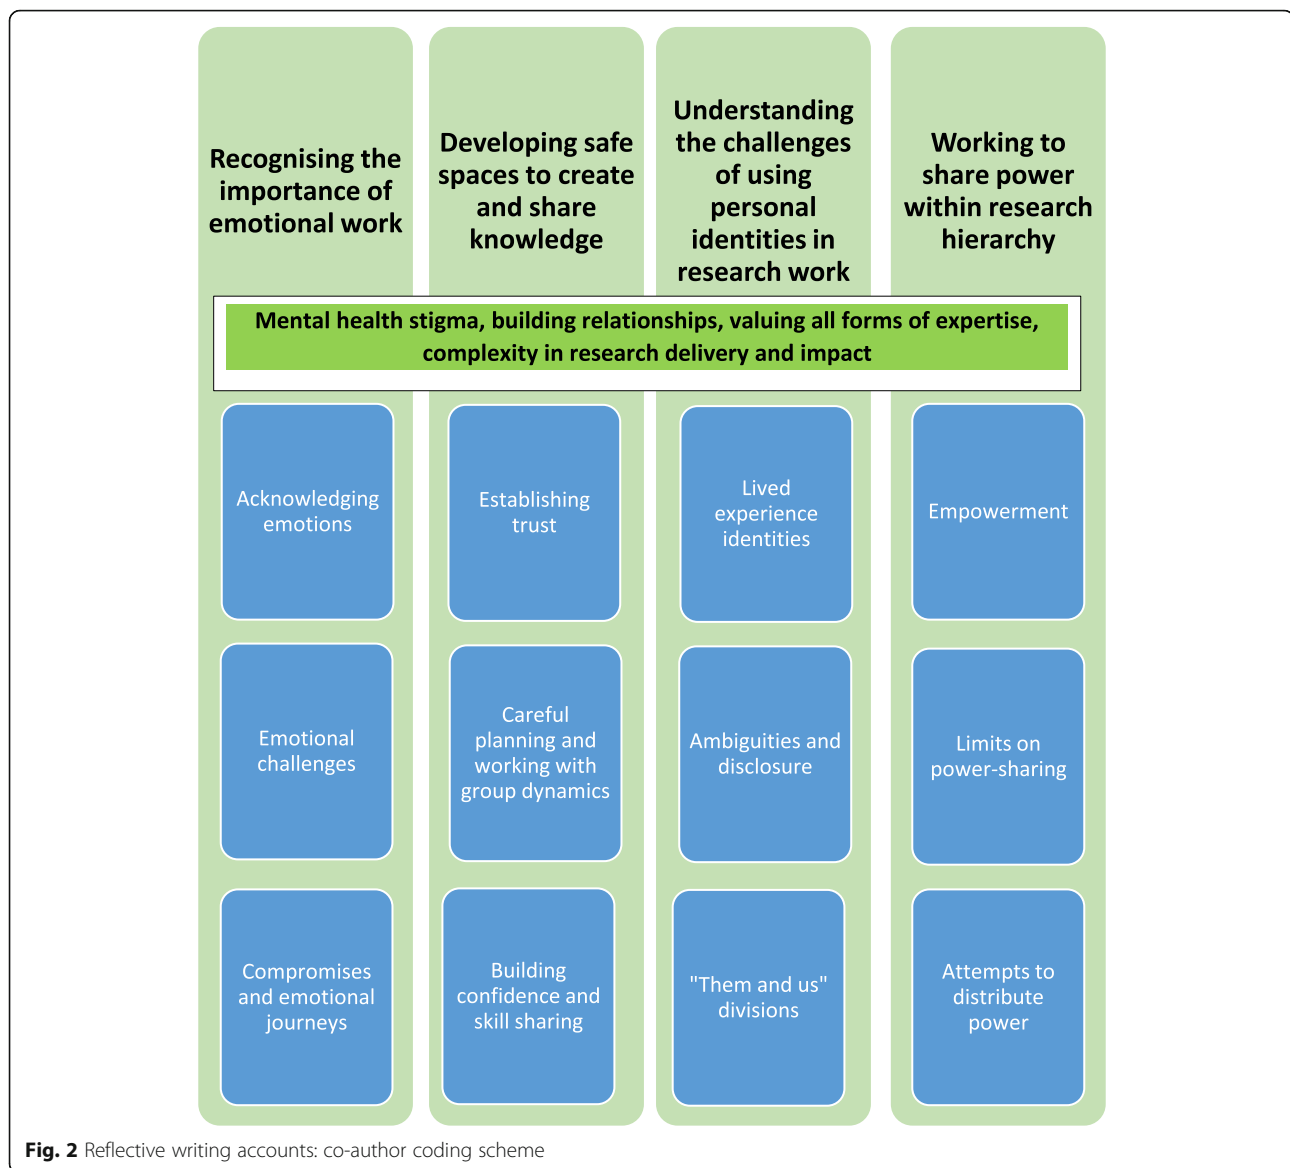 Recognising the
importance of
emotional work
Developing safe
spaces to create
and share
knowledge
Understanding
the challenges
of using
personal
identities in
research work
Working to
share power
within research
hierarchy
Mental health stigma, building relationships, valuing all forms of expertise,
complexity in research delivery and impact
Acknowledging
emotions
Establishing
trust
Lived
experience
identities
Empowerment
Emotional
challenges
Careful
planning and
working with
group dynamics
Ambiguities and
disclosure
Limits on
power-sharing
Compromises
and emotional
journeys
Building
confidence and
skill sharing
"Them and us"
divisions
Attempts to
distribute
power
Fig. 2 Reflective writing accounts: co-author coding scheme